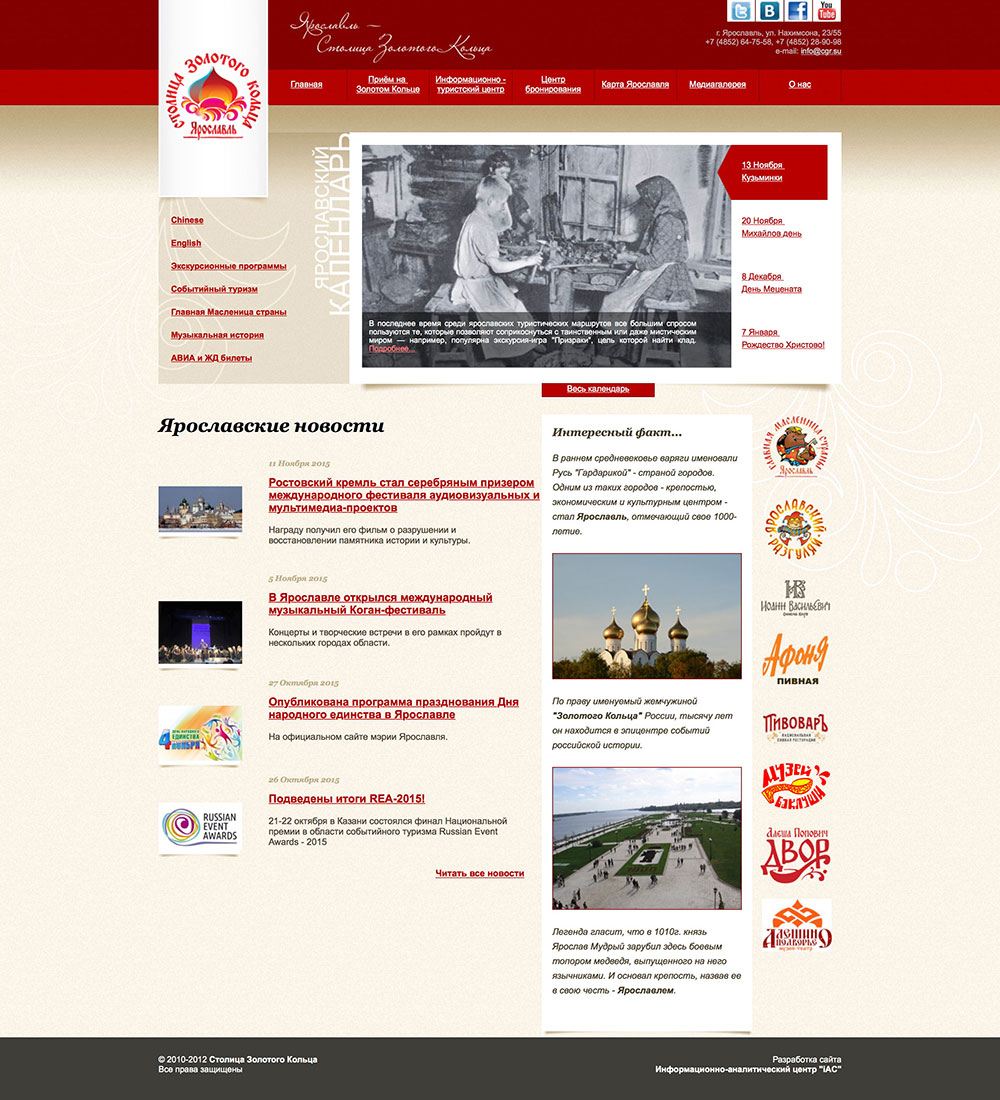 Ярославль —
Столица Золотого Кольца
You
Tube
г. Ярославль, ул. Нахимсона, 23/55
+7 (4852) 64-75-58, +7 (4852) 28-90-98
e-mail: info@cgr.su
СТОЛИЦА ЗОЛОТОГО КОЛЬЦА
Ярославль
Главная
Приём на
Золотом Кольце
Информационно -
туристский центр
Центр
бронирования
Карта Ярославля
Медиагалерея
О нас
Chinese
English
Экскурсионные программы
Событийный туризм
Главная Масленица страны
Музыкальная история
АВИА и ЖД билеты
ЯРОСЛАВСКИЙ
КАЛЕНДАРЬ
В последнее время среди ярославских туристических маршрутов все большим спросом
пользуются те, которые позволяют соприкоснуться с таинственным или даже мистическим
миром — например, популярна экскурсия-игра "Призраки", цель которой найти клад.
Подробнее...
13 Ноября
Кузьминки
20 Ноября
Михайлов день
8 Декабря
День Мецената
7 Января
Рождество Христово!
Весь календарь
Ярославские новости
11 Ноября 2015
Ростовский кремль стал серебряным призером
международного фестиваля аудиовизуальных и
мультимедиа-проектов
Награду получил его фильм о разрушении и
восстановлении памятника истории и культуры.
5 Ноября 2015
В Ярославле открылся международный
музыкальный Коган-фестиваль
Концерты и творческие встречи в его рамках пройдут в
нескольких городах области.
27 Октября 2015
Опубликована программа празднования Дня
народного единства в Ярославле
На официальном сайте мэрии Ярославля.
ДЕНЬ НАРОДНОГО
ЕДИНСТВА
4 НОЯБРЯ
26 Октября 2015
Подведены итоги REA-2015!
21-22 октября в Казани состоялся финал Национальной
премии в области событийного туризма Russian Event
Awards - 2015
RUSSIAN
EVENT
AWARDS
Читать все новости
Интересный факт...
В раннем средневековье варяги именовали
Русь "Гардарикой" - страной городов.
Одним из таких городов - крепостью,
экономическим и культурным центром -
стал Ярославль, отмечающий свое 1000-
летие.
По праву именуемый жемчужиной
"Золотого Кольца" России, тысячу лет
он находится в эпицентре событий
российской истории.
Легенда гласит, что в 1010г. князь
Ярослав Мудрый зарубил здесь боевым
топором медведя, выпущенного на него
язычниками. И основал крепость, назвав ее
в свою честь - Ярославлем.
ГЛАВНАЯ МАСЛЕНИЦА СТРАНЫ
Ярославль
ЯРОСЛАВСКИЙ
РАЗГУЛЯЙ
Иоанн Васильевич
Афоня
ПИВНАЯ
ПИВОВАРЪ
МУЗЕЙ
БАКЛУШИ
Алеша Попович
ДВОР
АЛЕШИНО
ПОДВОРЬЕ
музей-театр
© 2010-2012 Столица Золотого Кольца
Все права защищены
Разработка сайта
Информационно-аналитический центр "IAC"